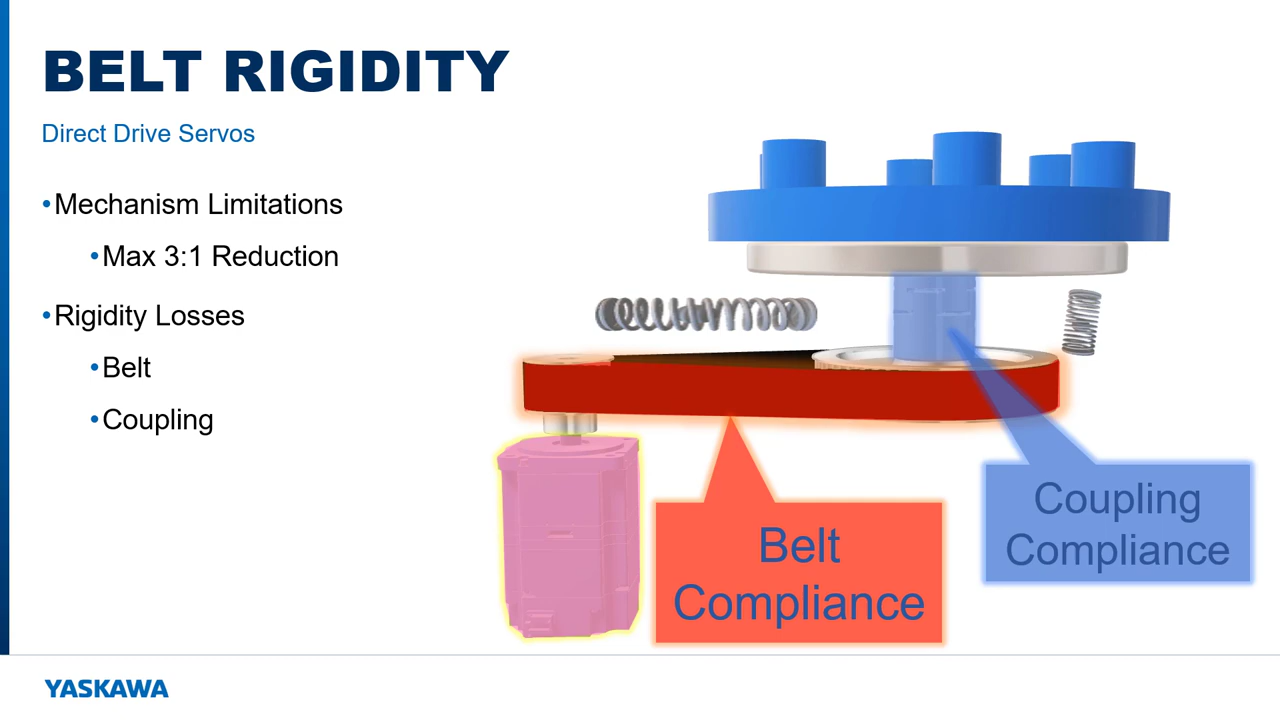 BELT RIGIDITY
Direct Drive Servos
•Mechanism Limitations
•Max 3:1 Reduction
•Rigidity Losses
•Belt
•Coupling
Coupling
Compliance
Belt
Compliance
YASKAWA